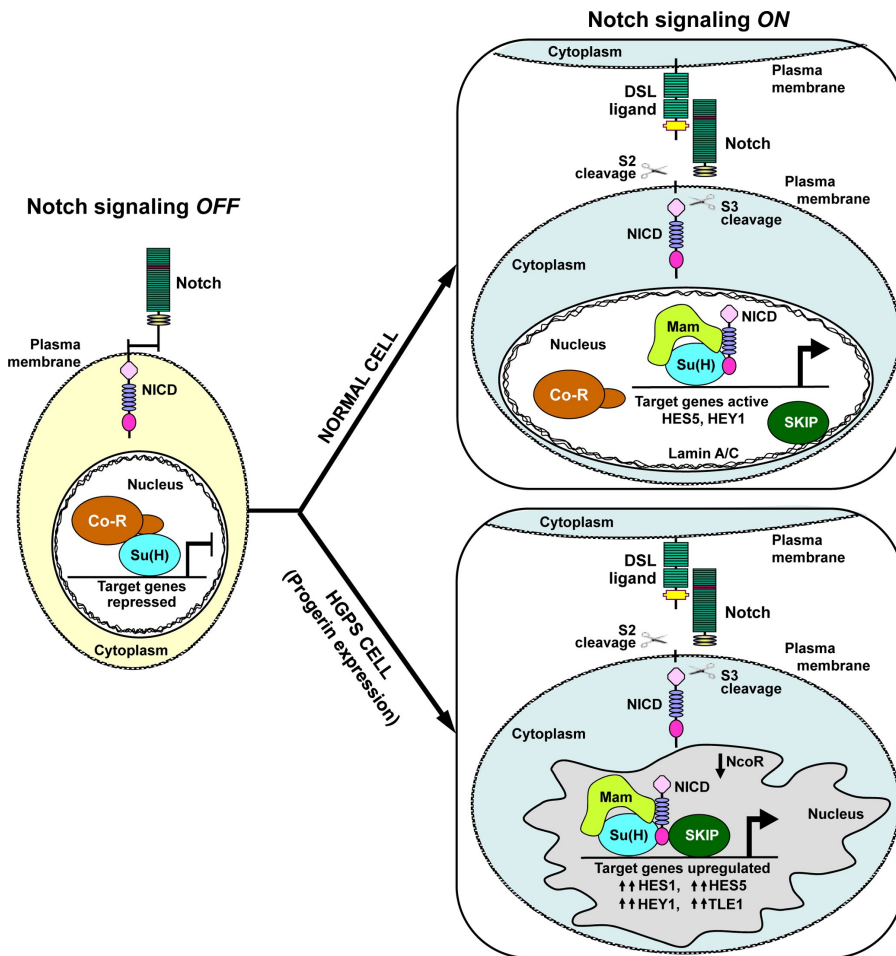 Notch signaling OFF
Notch
Plasma
membrane
NICD
Nucleus
Co-R
Su(H)
Target genes
repressed
Cytoplasm
NORMAL CELL
HGPS CELL
(Progerin expression)
Notch signaling ON
Cytoplasm
Plasma
membrane
DSL
ligand
Notch
S2
cleavage
Plasma
membrane
S3
cleavage
NICD
Cytoplasm
NICD
Mam
Nucleus
Su(H)
Co-R
Target genes active
HES5, HEY1
SKIP
Lamin A/C
Cytoplasm
Plasma
membrane
DSL
ligand
Notch
S2
cleavage
Plasma
membrane
S3
cleavage
NICD
Cytoplasm
↓NcoR
NICD
Mam
Nucleus
Su(H)
SKIP
Target genes upregulated
↑↑HES1, ↑↑HES5
↑↑HEY1, ↑↑TLE1